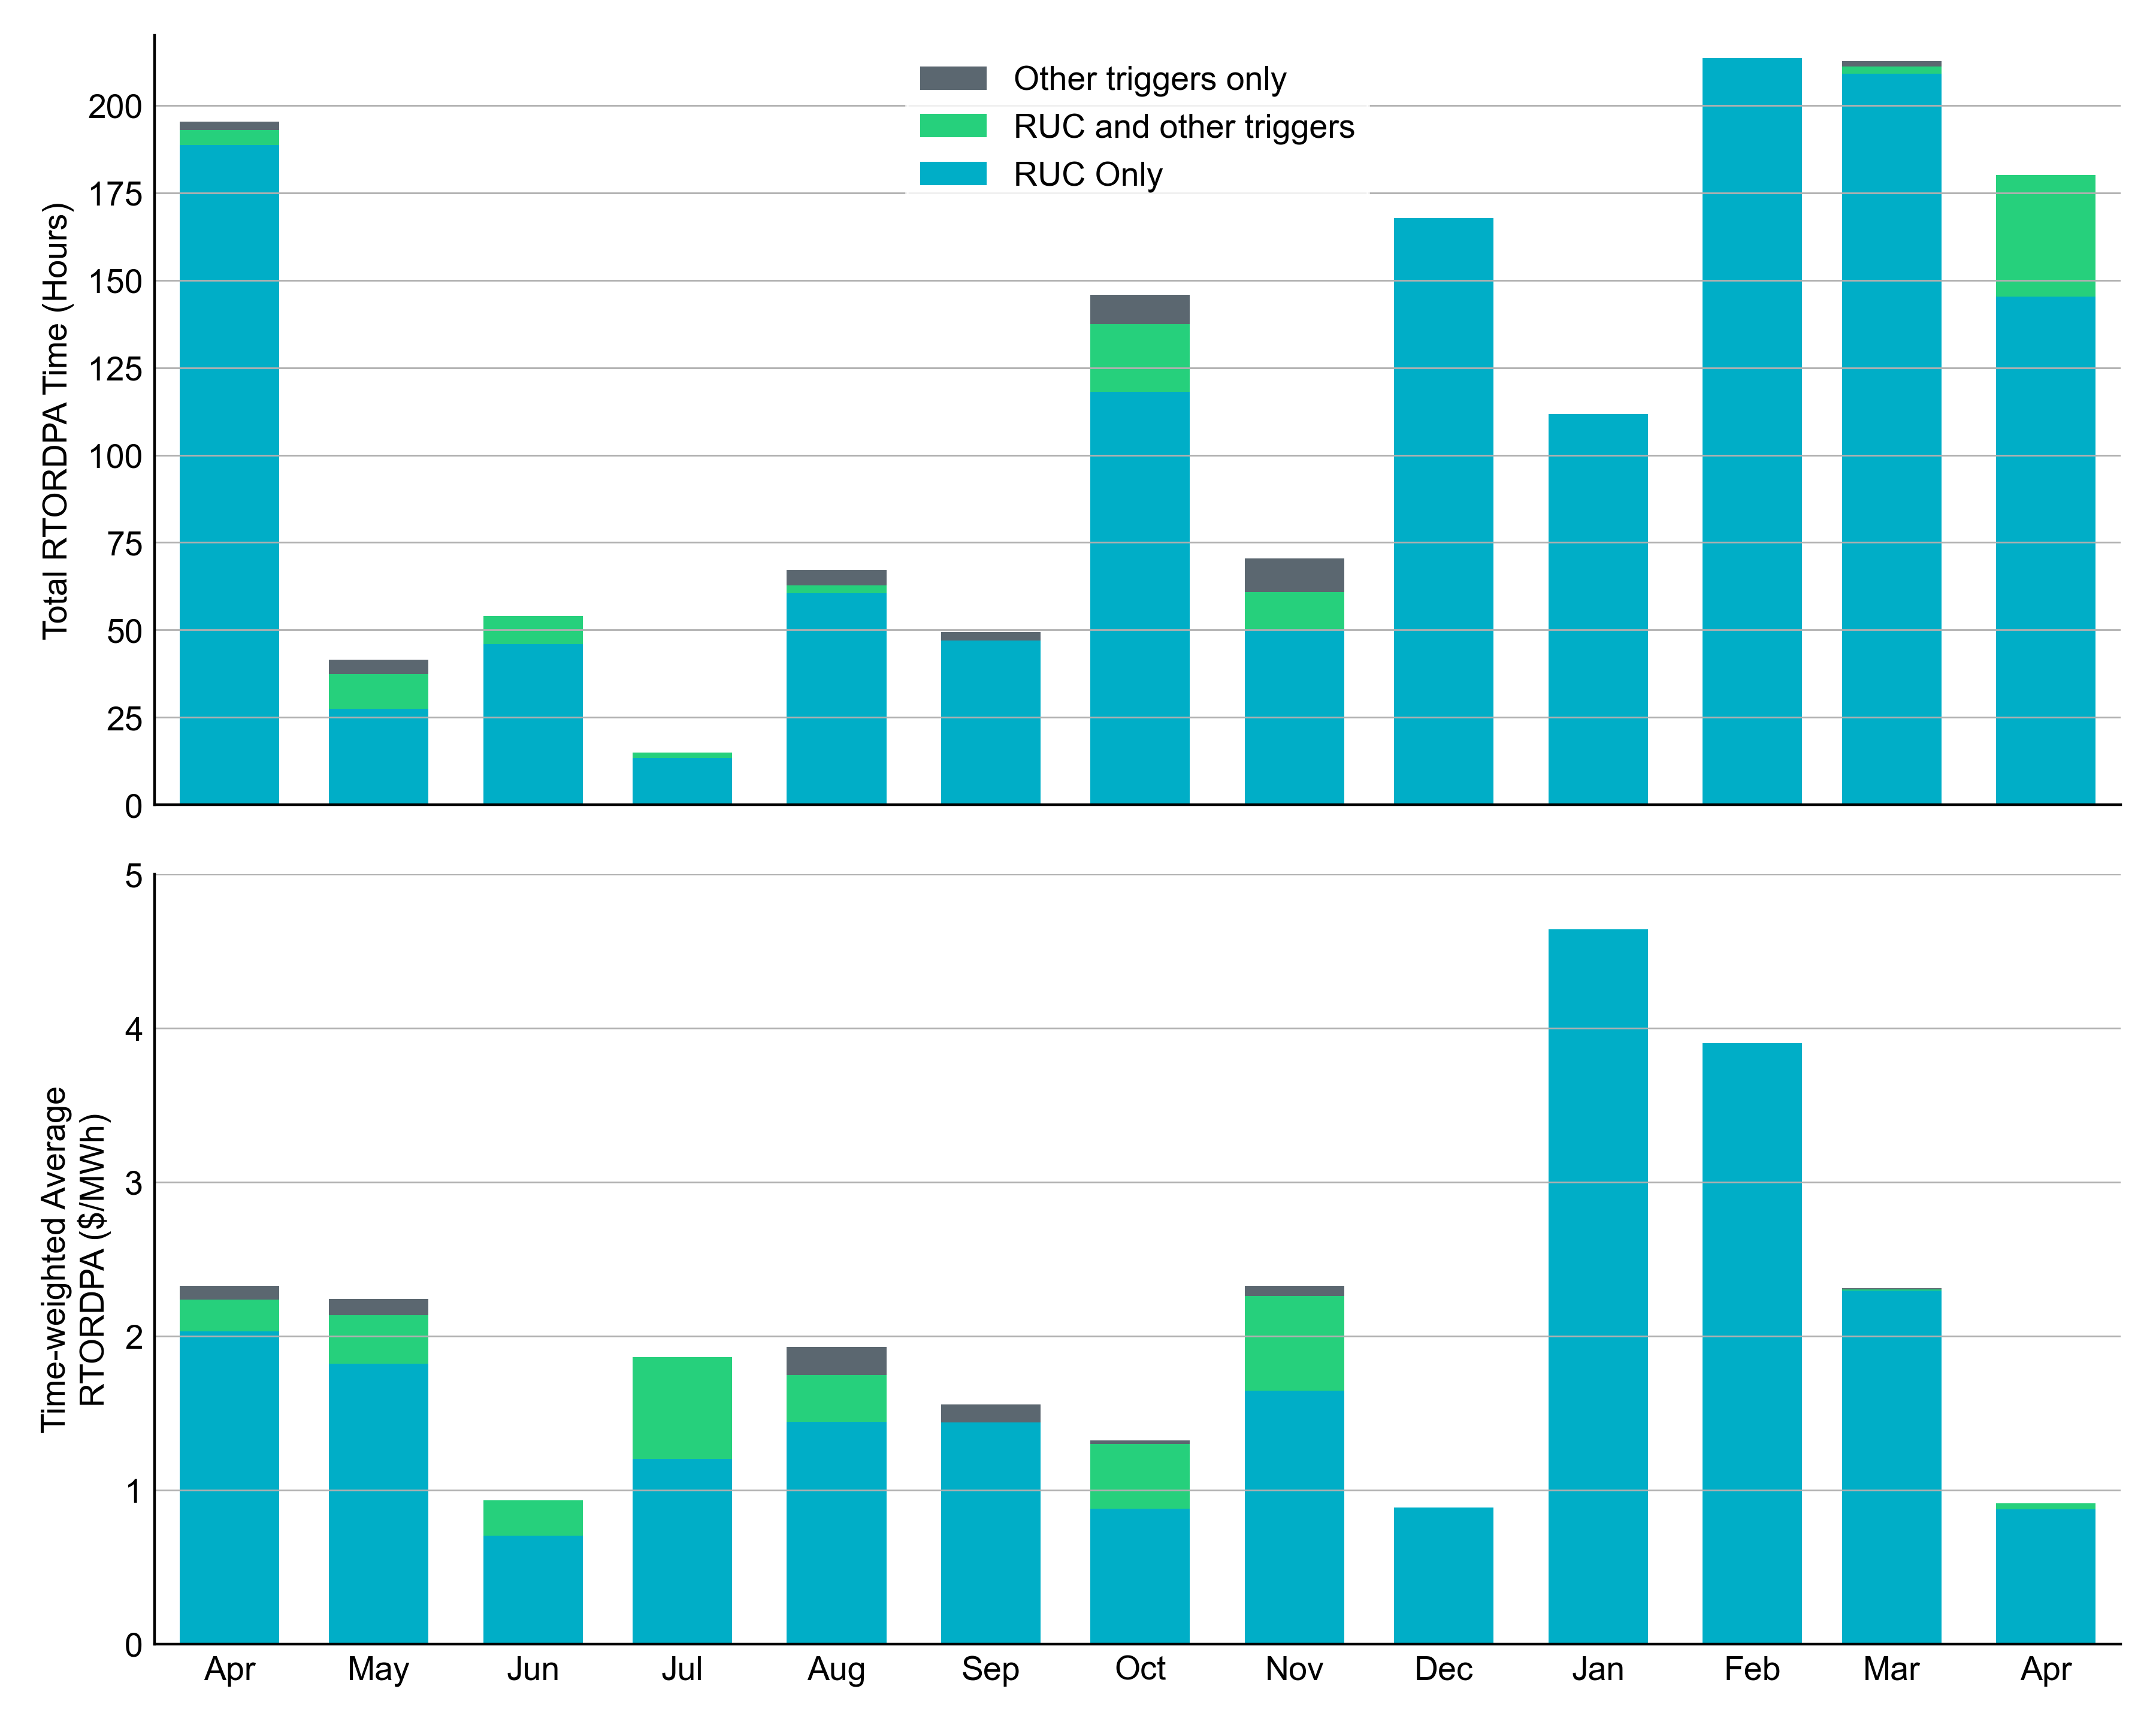 Total RTORDPA Time (Hours)
200
175
150
125
100
75
50
25
0
Other triggers only
RUC and other triggers
RUC Only
Time-weighted Average
RTORDPA ($/MWh)
5
4
3
2
1
0
Apr May Jun Jul Aug Sep Oct Nov Dec Jan Feb Mar Apr